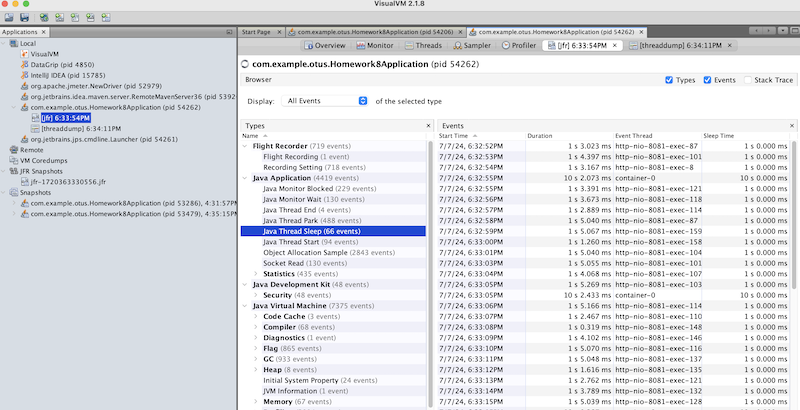 VisualVM 2.1.8
Applications ×
Start Page × com.example.otus.Homework8Application (pid 54206) × com.example.otus.Homework8Application (pid 54262) ×
Overview Monitor Threads Sampler Profiler [jfr] 6:33:54PM × [threaddump] 6:34:11PM ×
Local
VisualVM
DataGrip (pid 4850)
IntelliJ IDEA (pid 15785)
org.apache.jmeter.NewDriver (pid 52979)
org.jetbrains.idea.maven.server.RemoteMavenServer36 (pid 5392
com.example.otus.Homework8Application (pid 54262)
[jfr] 6:33:54PM
[threaddump] 6:34:11PM
org.jetbrains.jps.cmdline.Launcher (pid 54261)
Remote
VM Coredumps
JFR Snapshots
jfr-1720363330556.jfr
Snapshots
com.example.otus.Homework8Application (pid 53286), 4:31:57P
com.example.otus.Homework8Application (pid 53479), 4:35:15P
com.example.otus.Homework8Application (pid 54262)
Browser Types Events Stack Trace
Display: All Events of the selected type
Types ×
Name
Flight Recorder (719 events)
Flight Recording (1 event)
Recording Setting (718 events)
Java Application (4419 events)
Java Monitor Blocked (229 events)
Java Monitor Wait (130 events)
Java Thread End (4 events)
Java Thread Park (488 events)
Java Thread Sleep (66 events)
Java Thread Start (94 events)
Object Allocation Sample (2843 events)
Socket Read (130 events)
Statistics (435 events)
Java Development Kit (48 events)
Security (48 events)
Java Virtual Machine (7375 events)
Code Cache (3 events)
Compiler (68 events)
Diagnostics (1 events)
Flag (865 events)
GC (933 events)
Heap (8 events)
Initial System Property (24 events)
JVM Information (1 events)
Memory (67 events)
Events ×
Start Time Duration Event Thread Sleep Time
7/7/24, 6:32:52PM 1 s 3.023 ms http-nio-8081-exec-87 1 s 0.000 ms
7/7/24, 6:32:53PM 1 s 4.397 ms http-nio-8081-exec-101 1 s 0.000 ms
7/7/24, 6:32:54PM 1 s 3.167 ms http-nio-8081-exec-8 1 s 0.000 ms
7/7/24, 6:32:55PM 10 s 2.073 ms container-0 10 s 0.000 ms
7/7/24, 6:32:55PM 1 s 3.391 ms http-nio-8081-exec-121 1 s 0.000 ms
7/7/24, 6:32:56PM 1 s 3.673 ms http-nio-8081-exec-118 1 s 0.000 ms
7/7/24, 6:32:57PM 1 s 2.889 ms http-nio-8081-exec-114 1 s 0.000 ms
7/7/24, 6:32:58PM 1 s 5.040 ms http-nio-8081-exec-87 1 s 0.000 ms
7/7/24, 6:32:59PM 1 s 5.067 ms http-nio-8081-exec-159 1 s 0.000 ms
7/7/24, 6:33:00PM 1 s 1.260 ms http-nio-8081-exec-158 1 s 0.000 ms
7/7/24, 6:33:01PM 1 s 5.040 ms http-nio-8081-exec-104 1 s 0.000 ms
7/7/24, 6:33:03PM 1 s 5.055 ms http-nio-8081-exec-101 1 s 0.000 ms
7/7/24, 6:33:04PM 1 s 4.068 ms http-nio-8081-exec-107 1 s 0.000 ms
7/7/24, 6:33:05PM 1 s 5.269 ms http-nio-8081-exec-103 1 s 0.000 ms
7/7/24, 6:33:05PM 10 s 2.433 ms container-0 10 s 0.000 ms
7/7/24, 6:33:06PM 1 s 5.166 ms http-nio-8081-exec-114 1 s 0.000 ms
7/7/24, 6:33:07PM 1 s 2.467 ms http-nio-8081-exec-110 1 s 0.000 ms
7/7/24, 6:33:08PM 1 s 0.319 ms http-nio-8081-exec-148 1 s 0.000 ms
7/7/24, 6:33:09PM 1 s 4.102 ms http-nio-8081-exec-146 1 s 0.000 ms
7/7/24, 6:33:10PM 1 s 5.070 ms http-nio-8081-exec-116 1 s 0.000 ms
7/7/24, 6:33:11PM 1 s 5.048 ms http-nio-8081-exec-137 1 s 0.000 ms
7/7/24, 6:33:12PM 1 s 1.616 ms http-nio-8081-exec-135 1 s 0.000 ms
7/7/24, 6:33:13PM 1 s 2.762 ms http-nio-8081-exec-121 1 s 0.000 ms
7/7/24, 6:33:14PM 1 s 3.789 ms http-nio-8081-exec-132 1 s 0.000 ms
7/7/24, 6:33:15PM 1 s 5.039 ms http-nio-8081-exec-128 1 s 0.000 ms